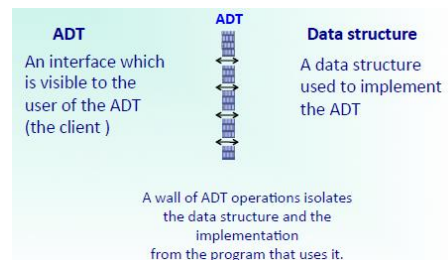 ADT
ADT
An interface which
is visible to the
user of the ADT
(the client )
Data structure
A data structure
used to implement
the ADT
A wall of ADT operations isolates
the data structure and the
implementation
from the program that uses it.